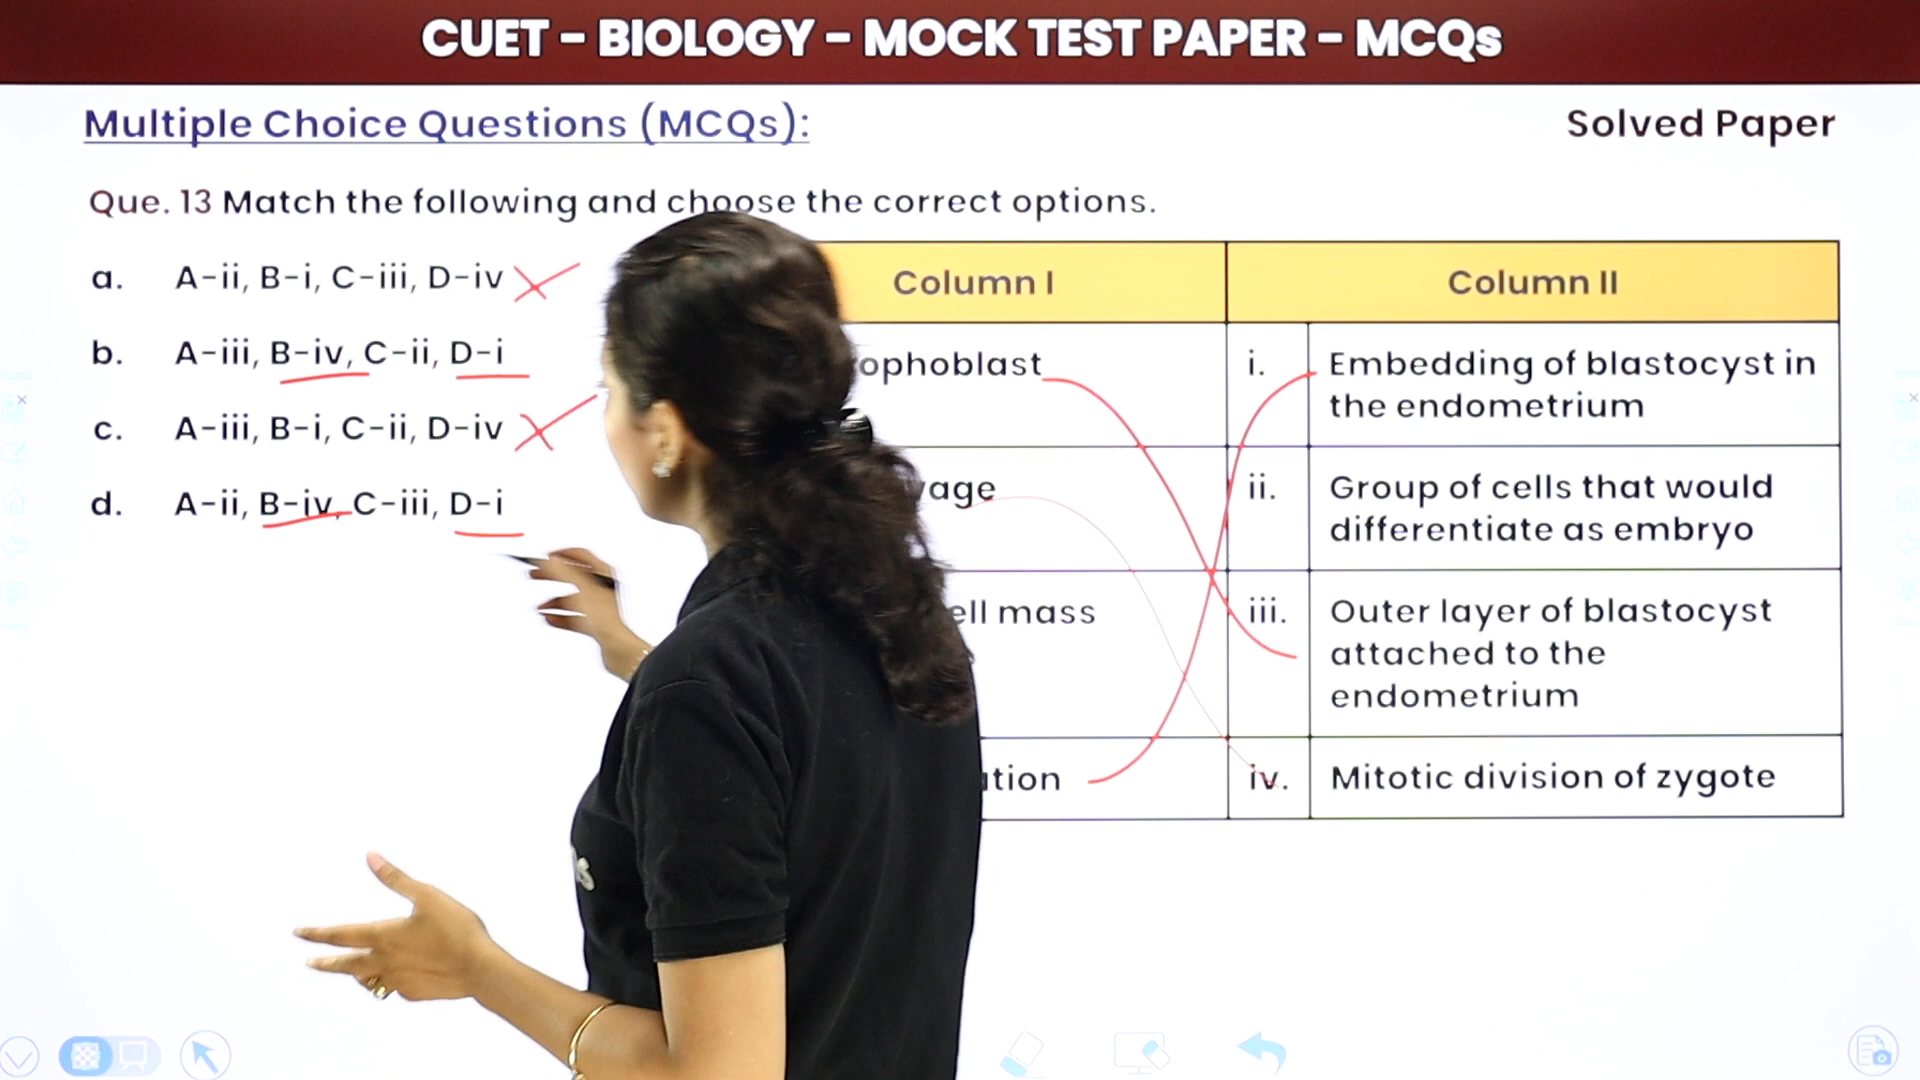 CUET - BIOLOGY - MOCK TEST PAPER - MCQs
Multiple Choice Questions (MCQs):
Solved Paper
Que. 13 Match the following and choose the correct options.
a. A-ii, B-i, C-iii, D-iv
b. A-iii, B-iv, C-ii, D-i
c. A-iii, B-i, C-ii, D-iv
d. A-ii, B-iv, C-iii, D-i
Column I
Column II
ophoblast
i. Embedding of blastocyst in
the endometrium
vage
ii. Group of cells that would
differentiate as embryo
ell mass
iii. Outer layer of blastocyst
attached to the
endometrium
ation
iv. Mitotic division of zygote